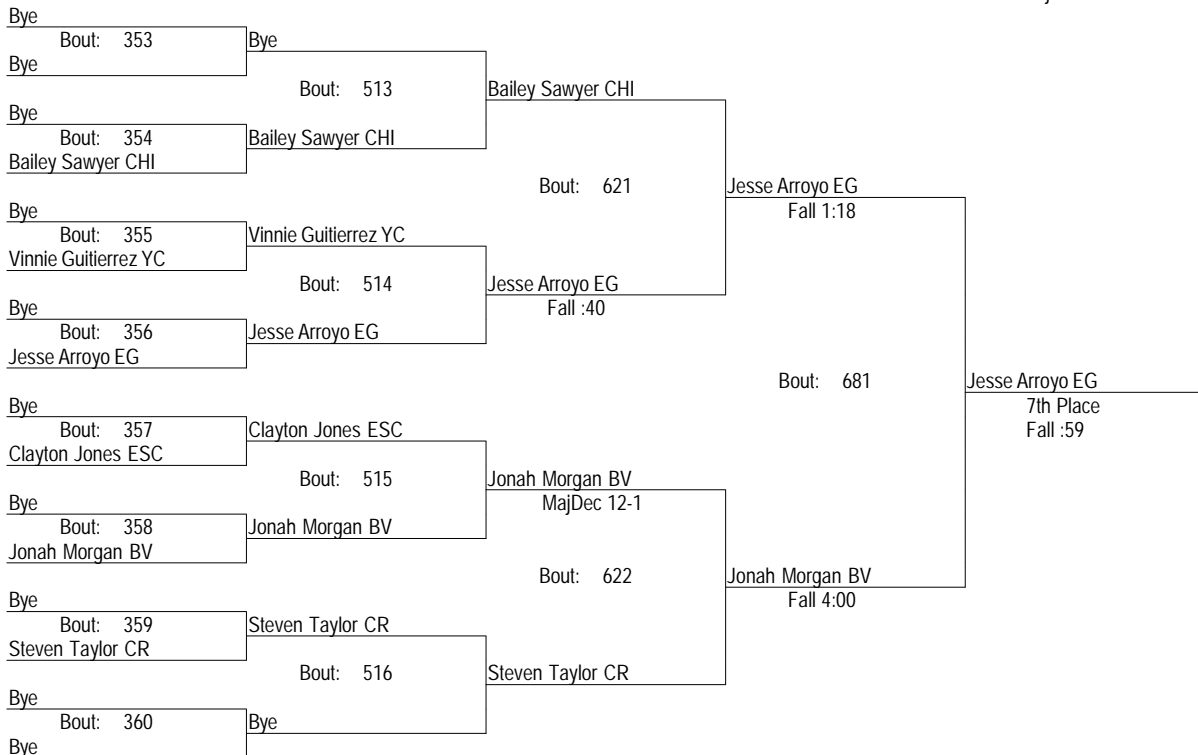 Bye
Bout: 353
Bye
Bye
Bout: 513
Bailey Sawyer CHI
Bye
Bout: 354
Bailey Sawyer CHI
Bailey Sawyer CHI
Bout: 621
Jesse Arroyo EG
Fall 1:18
Bye
Bout: 355
Vinnie Guitierrez YC
Vinnie Guitierrez YC
Bout: 514
Jesse Arroyo EG
Fall :40
Bye
Bout: 356
Jesse Arroyo EG
Jesse Arroyo EG
Bout: 681
Jesse Arroyo EG
7th Place
Fall :59
Bye
Bout: 357
Clayton Jones ESC
Clayton Jones ESC
Bout: 515
Jonah Morgan BV
MajDec 12-1
Bye
Bout: 358
Jonah Morgan BV
Jonah Morgan BV
Bout: 622
Jonah Morgan BV
Fall 4:00
Bye
Bout: 359
Steven Taylor CR
Steven Taylor CR
Bout: 516
Steven Taylor CR
Bye
Bout: 360
Bye
Bye